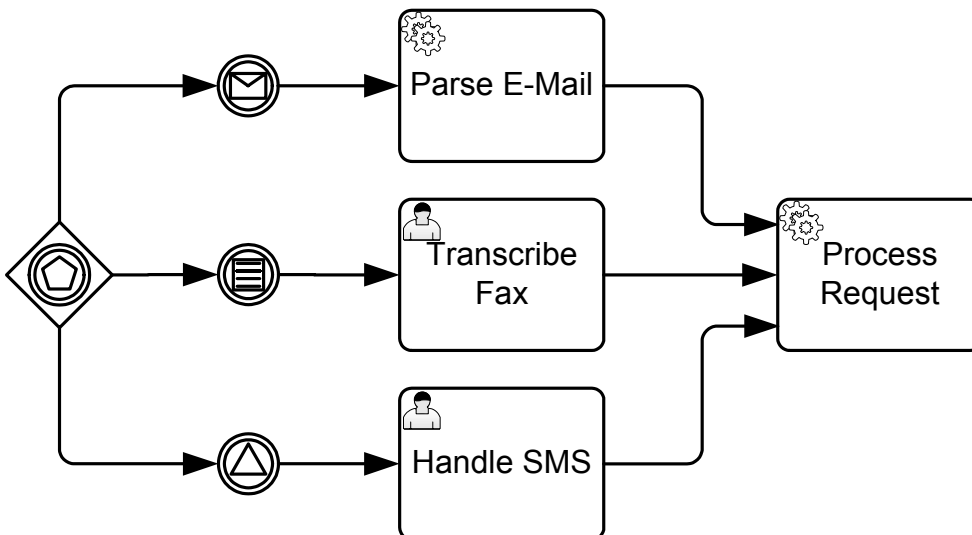 Parse E-Mail
Transcribe
Fax
Process
Request
Handle SMS